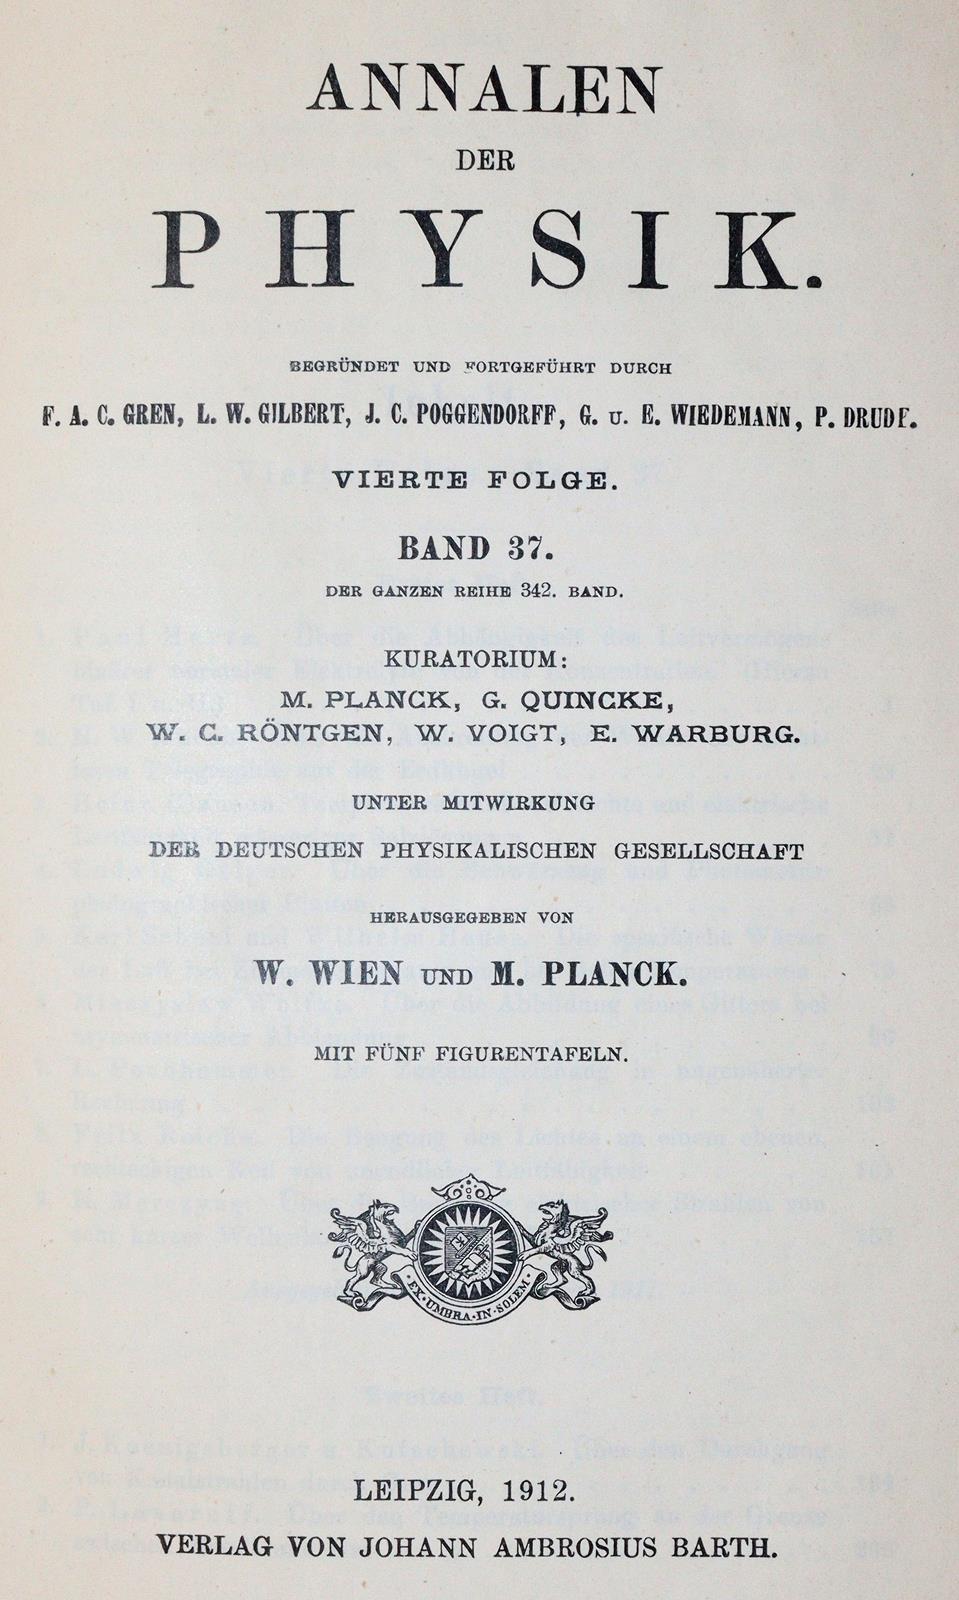 ANNALEN
DER
PHYSIK.
BEGRÜNDET UND FORTGEFÜHRT DURCH
F. A. C. GREN, L. W. GILBERT, J. C. POGGENDORFF, G. U. E. WIEDEMANN, P. DRUDE.
VIERTE FOLGE.
BAND 37.
DER GANZEN REIHE 342. BAND.
KURATORIUM:
M. PLANCK, G. QUINCKE,
W. C. RÖNTGEN, W. VOIGT, E. WARBURG.
UNTER MITWIRKUNG
DER DEUTSCHEN PHYSIKALISCHEN GESELLSCHAFT
HERAUSGEGEBEN VON
W. WIEN UND M. PLANCK.
MIT FÜNF FIGURENTAFELN.
EX·UMBRA·IN·SOLEM
LEIPZIG, 1912.
VERLAG VON JOHANN AMBROSIUS BARTH.